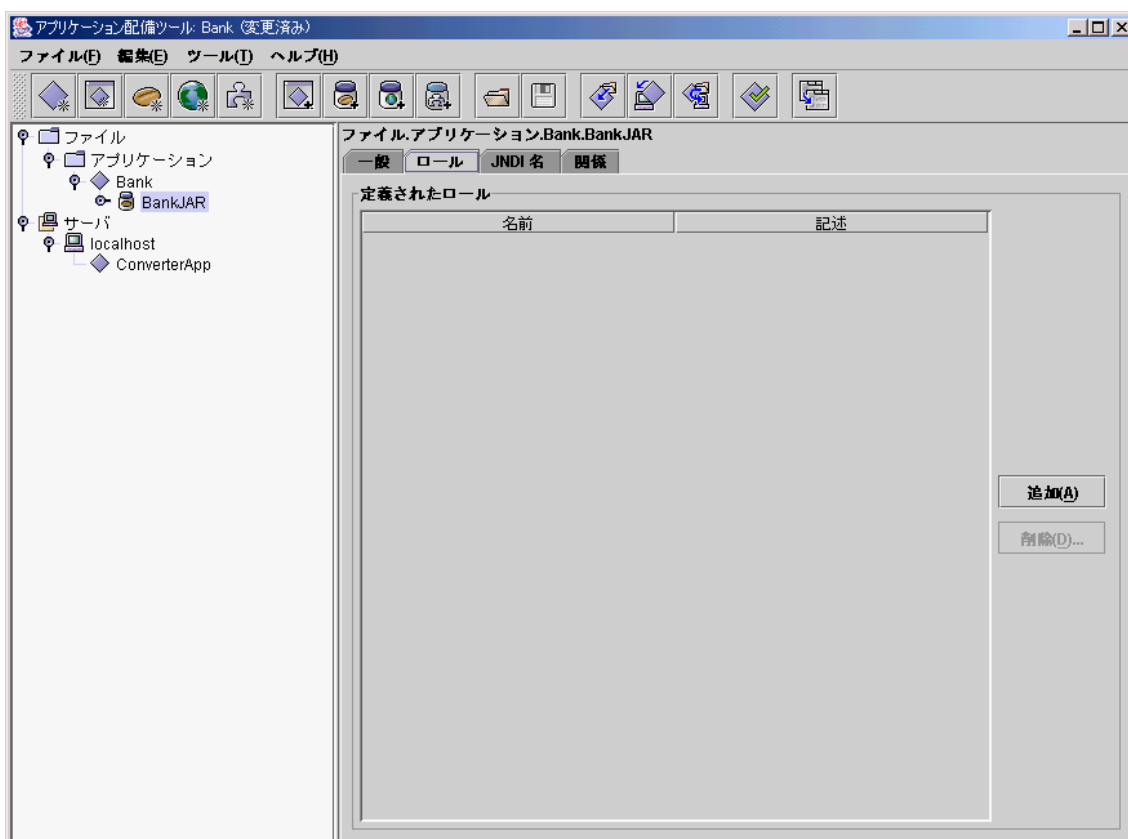 アプリケーション配備ツール: Bank (変更済み)
ファイル(F) 編集(E) ツール(T) ヘルプ(H)
ファイル
アプリケーション
Bank
BankJAR
サーバ
localhost
ConverterApp
ファイル.アプリケーション.Bank.BankJAR
一般 ロール JNDI 名 関係
定義されたロール
名前 記述
追加(A)
削除(D)...